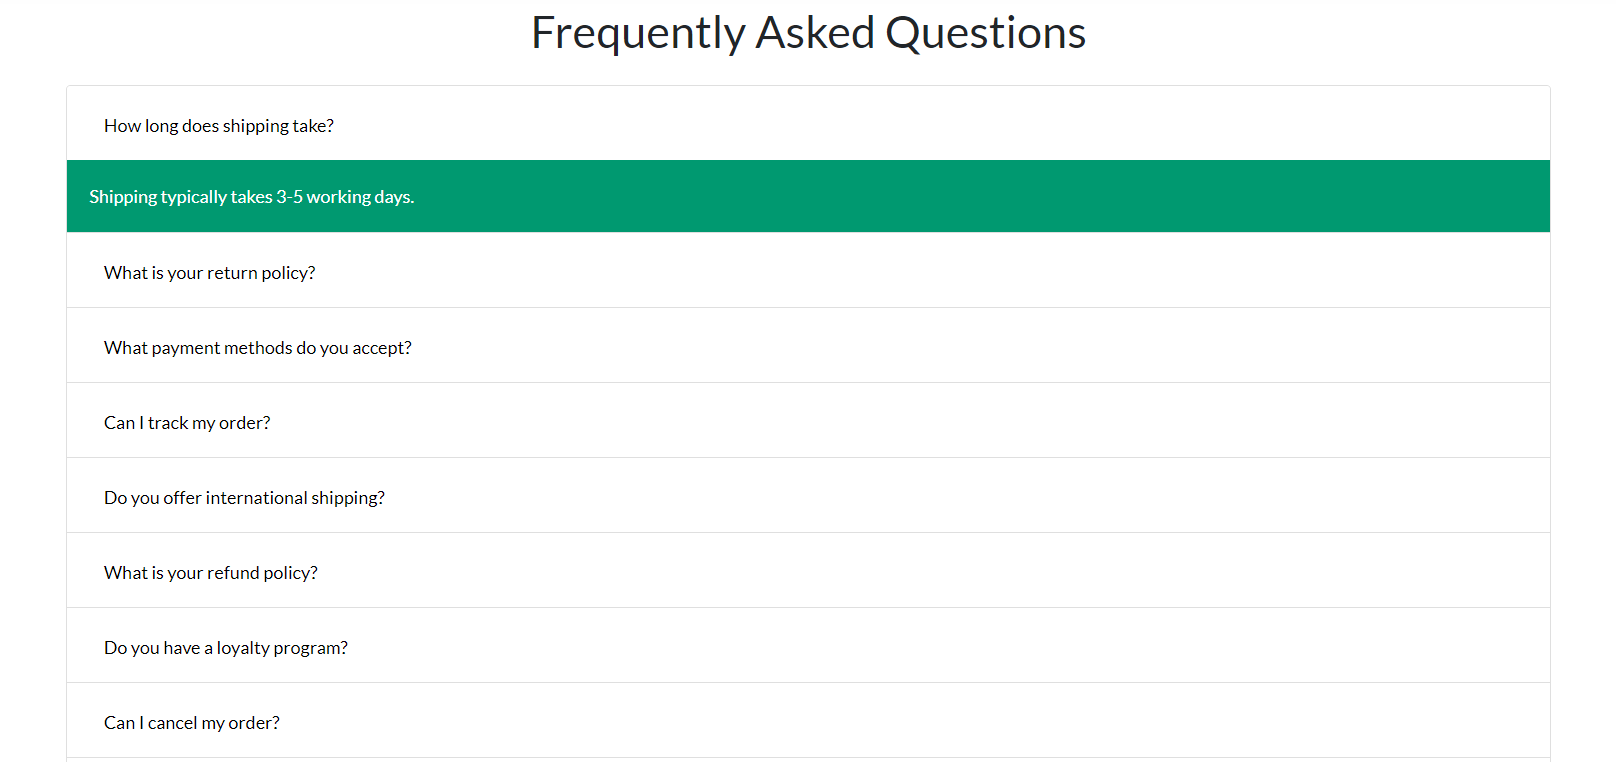 Frequently Asked Questions
How long does shipping take?
Shipping typically takes 3-5 working days.
What is your return policy?
What payment methods do you accept?
Can I track my order?
Do you offer international shipping?
What is your refund policy?
Do you have a loyalty program?
Can I cancel my order?